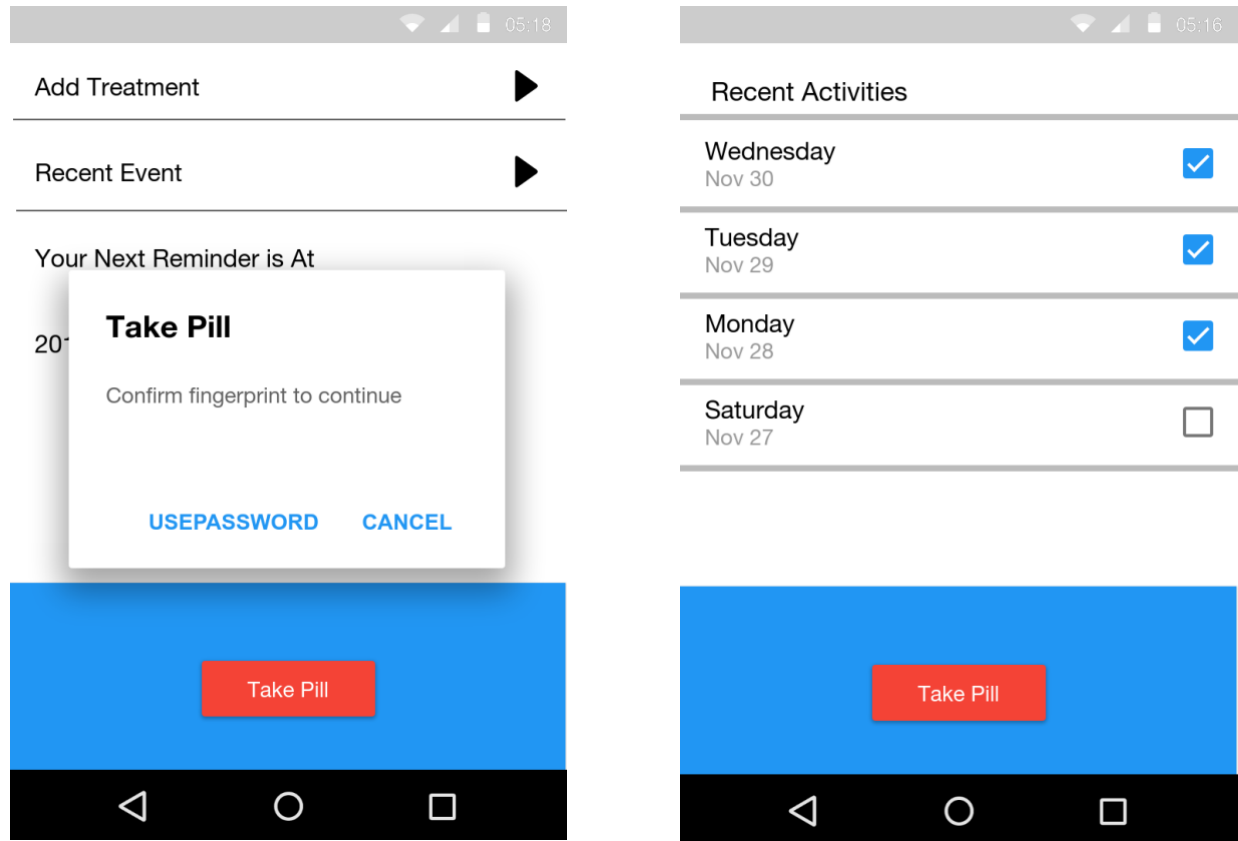 05:18
Add Treatment
Recent Event
Your Next Reminder is At
Take Pill
Confirm fingerprint to continue
USEPASSWORD CANCEL
Take Pill
05:16
Recent Activities
Wednesday
Nov 30
Tuesday
Nov 29
Monday
Nov 28
Saturday
Nov 27
Take Pill